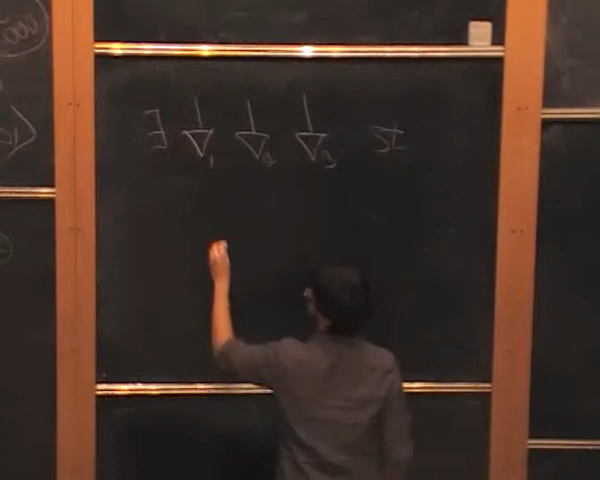 ∃ ▽₁ ▽₂ ▽₃ st